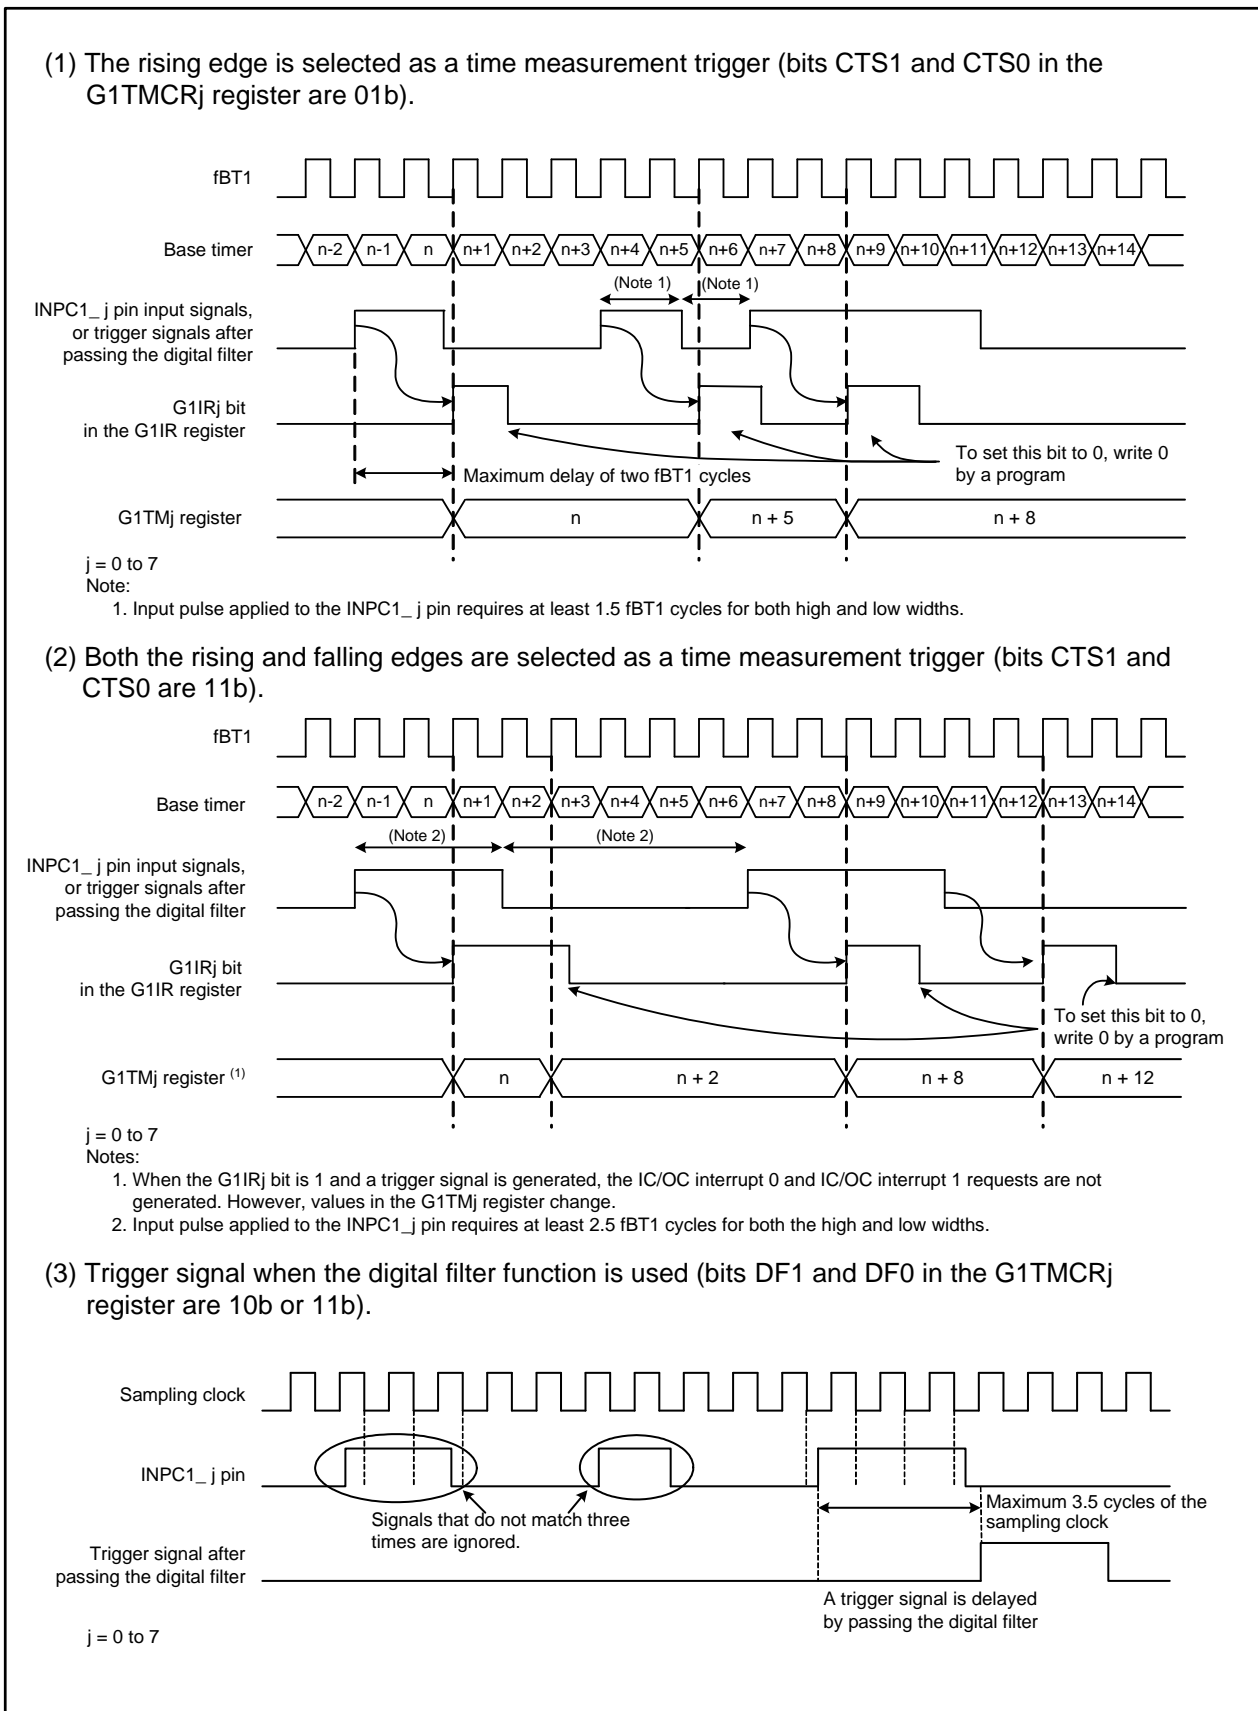 (1) The rising edge is selected as a time measurement trigger (bits CTS1 and CTS0 in the
G1TMCRj register are 01b).
fBT1
Base timer
n-2 n-1 n n+1 n+2 n+3 n+4 n+5 n+6 n+7 n+8 n+9 n+10 n+11 n+12 n+13 n+14
(Note 1) (Note 1)
INPC1_ j pin input signals,
or trigger signals after
passing the digital filter
G1IRj bit
in the G1IR register
To set this bit to 0, write 0
by a program
Maximum delay of two fBT1 cycles
G1TMj register
n n + 5 n + 8
j = 0 to 7
Note:
1. Input pulse applied to the INPC1_ j pin requires at least 1.5 fBT1 cycles for both high and low widths.
(2) Both the rising and falling edges are selected as a time measurement trigger (bits CTS1 and
CTS0 are 11b).
fBT1
Base timer
n-2 n-1 n n+1 n+2 n+3 n+4 n+5 n+6 n+7 n+8 n+9 n+10 n+11 n+12 n+13 n+14
(Note 2) (Note 2)
INPC1_ j pin input signals,
or trigger signals after
passing the digital filter
G1IRj bit
in the G1IR register
To set this bit to 0,
write 0 by a program
G1TMj register (1)
n n + 2 n + 8 n + 12
j = 0 to 7
Notes:
1. When the G1IRj bit is 1 and a trigger signal is generated, the IC/OC interrupt 0 and IC/OC interrupt 1 requests are not
generated. However, values in the G1TMj register change.
2. Input pulse applied to the INPC1_j pin requires at least 2.5 fBT1 cycles for both the high and low widths.
(3) Trigger signal when the digital filter function is used (bits DF1 and DF0 in the G1TMCRj
register are 10b or 11b).
Sampling clock
INPC1_ j pin
Signals that do not match three
times are ignored.
Maximum 3.5 cycles of the
sampling clock
Trigger signal after
passing the digital filter
A trigger signal is delayed
by passing the digital filter
j = 0 to 7